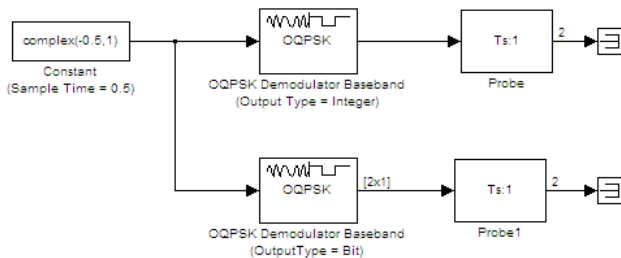 complex(-0.5,1)
Constant
(Sample Time = 0.5)
OQPSK
OQPSK Demodulator Baseband
(Output Type = Integer)
Ts:1
Probe
2
OQPSK
OQPSK Demodulator Baseband
(OutputType = Bit)
[2x1]
Ts:1
Probe1
2